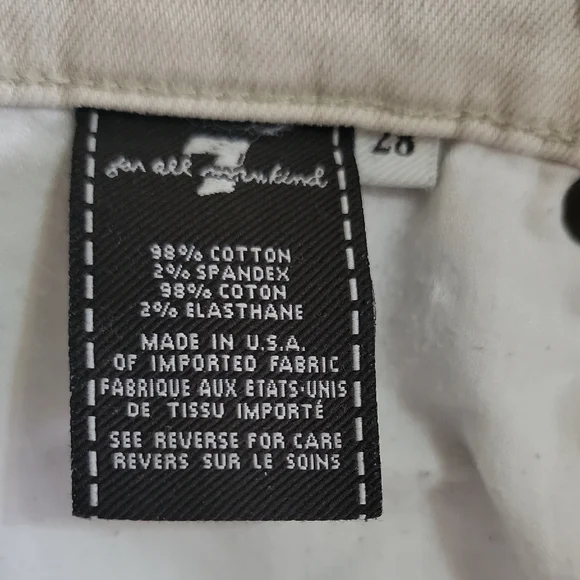 7
for all mankind
28
98% COTTON
2% SPANDEX
98% COTON
2% ELASTHANE
MADE IN U.S.A.
OF IMPORTED FABRIC
FABRIQUE AUX ETATS-UNIS
DE TISSU IMPORTÉ
SEE REVERSE FOR CARE
REVERS SUR LE SOINS